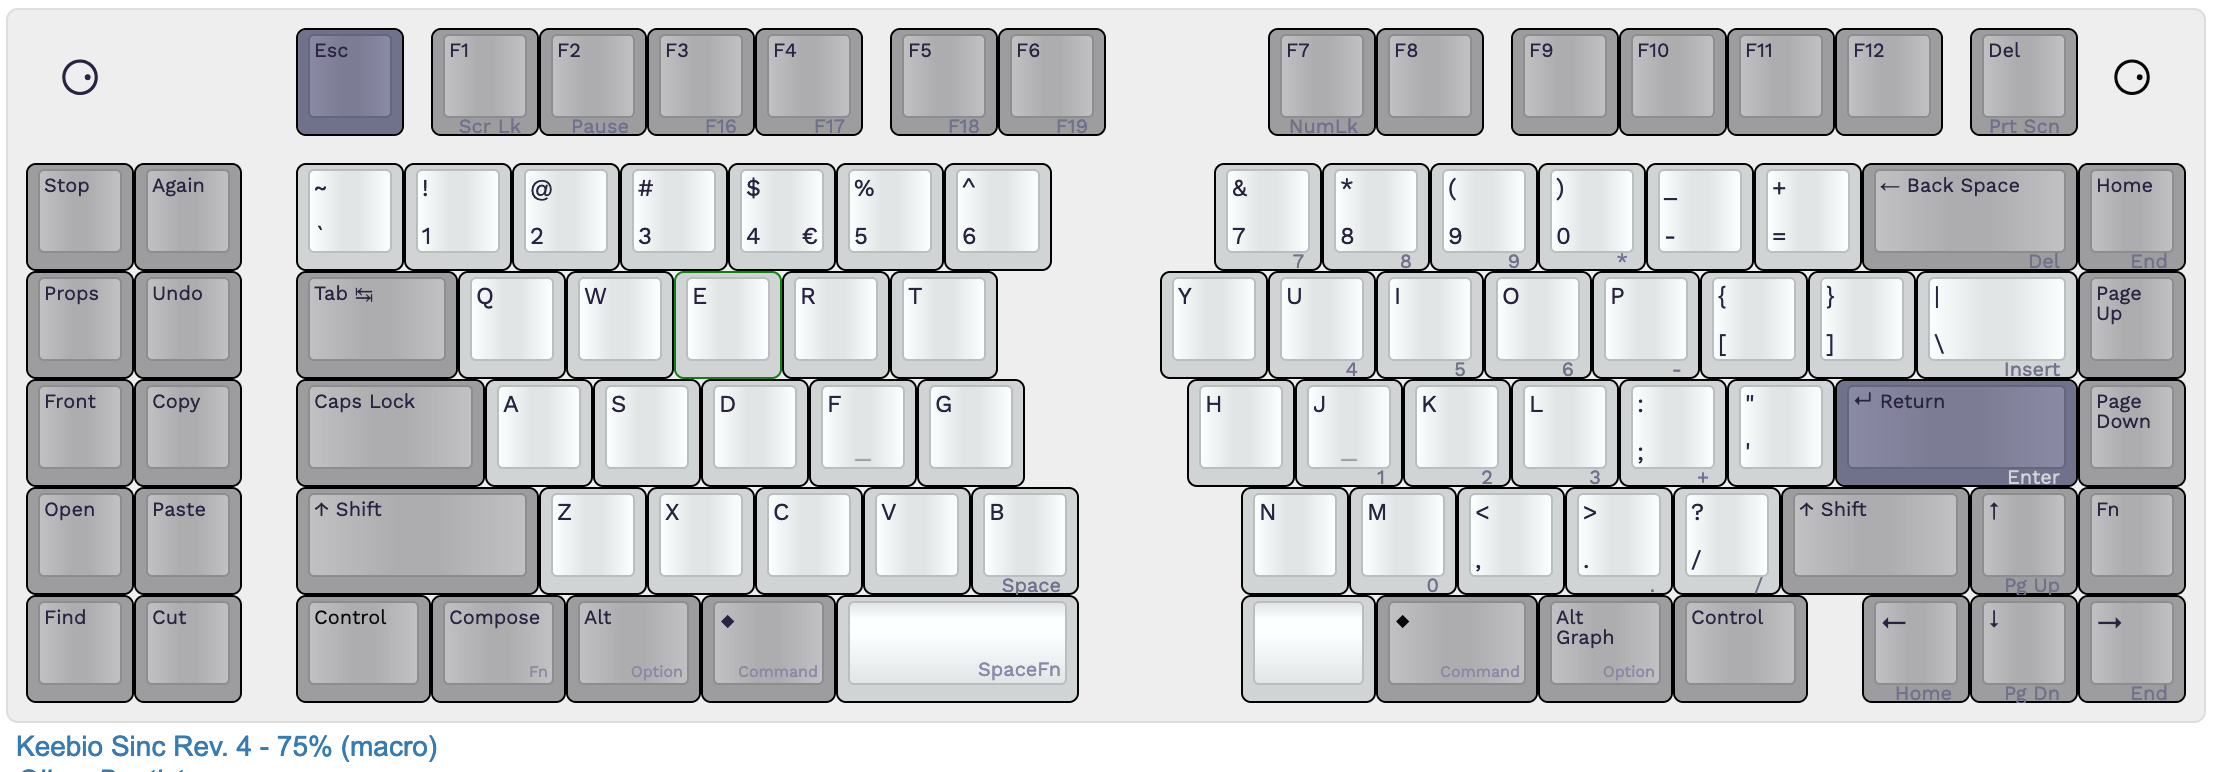 Esc F1 F2 F3 F4 F5 F6 F7 F8 F9 F10 F11 F12 Del
Scr Lk Pause F16 F17 F18 F19 NumLk Prt Scn
Stop Again ~ ! @ # $ % ^ & * ( ) _ + ← Back Space Home
` 1 2 3 4 € 5 6 7 8 9 0 - =
7 8 9 * Del End
Props Undo Tab ↹ Q W E R T Y U I O P { } | Page
Up
[ ] \
4 5 6 - Insert
Front Copy Caps Lock A S D F G H J K L : " ↵ Return Page
Down
_ _ ; '
1 2 3 + Enter
Open Paste ↑ Shift Z X C V B N M < > ? ↑ Shift ↑ Fn
, . /
Space 0 . / Pg Up
Find Cut Control Compose Alt ◆ ◆ Alt Control ← ↓ →
Graph
Fn Option Command SpaceFn Command Option
Home Pg Dn End
Keebio Sinc Rev. 4 - 75% (macro)